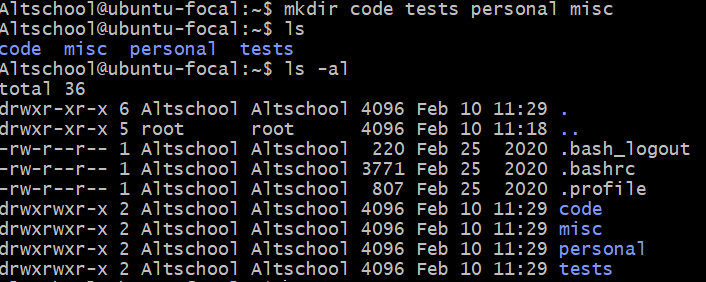 Altschool@ubuntu-focal:~$ mkdir code tests personal misc
Altschool@ubuntu-focal:~$ ls
code  misc  personal  tests
Altschool@ubuntu-focal:~$ ls -al
total 36
drwxr-xr-x 6 Altschool Altschool 4096 Feb 10 11:29 .
drwxr-xr-x 5 root      root      4096 Feb 10 11:18 ..
-rw-r--r-- 1 Altschool Altschool  220 Feb 25  2020 .bash_logout
-rw-r--r-- 1 Altschool Altschool 3771 Feb 25  2020 .bashrc
-rw-r--r-- 1 Altschool Altschool  807 Feb 25  2020 .profile
drwxrwxr-x 2 Altschool Altschool 4096 Feb 10 11:29 code
drwxrwxr-x 2 Altschool Altschool 4096 Feb 10 11:29 misc
drwxrwxr-x 2 Altschool Altschool 4096 Feb 10 11:29 personal
drwxrwxr-x 2 Altschool Altschool 4096 Feb 10 11:29 tests